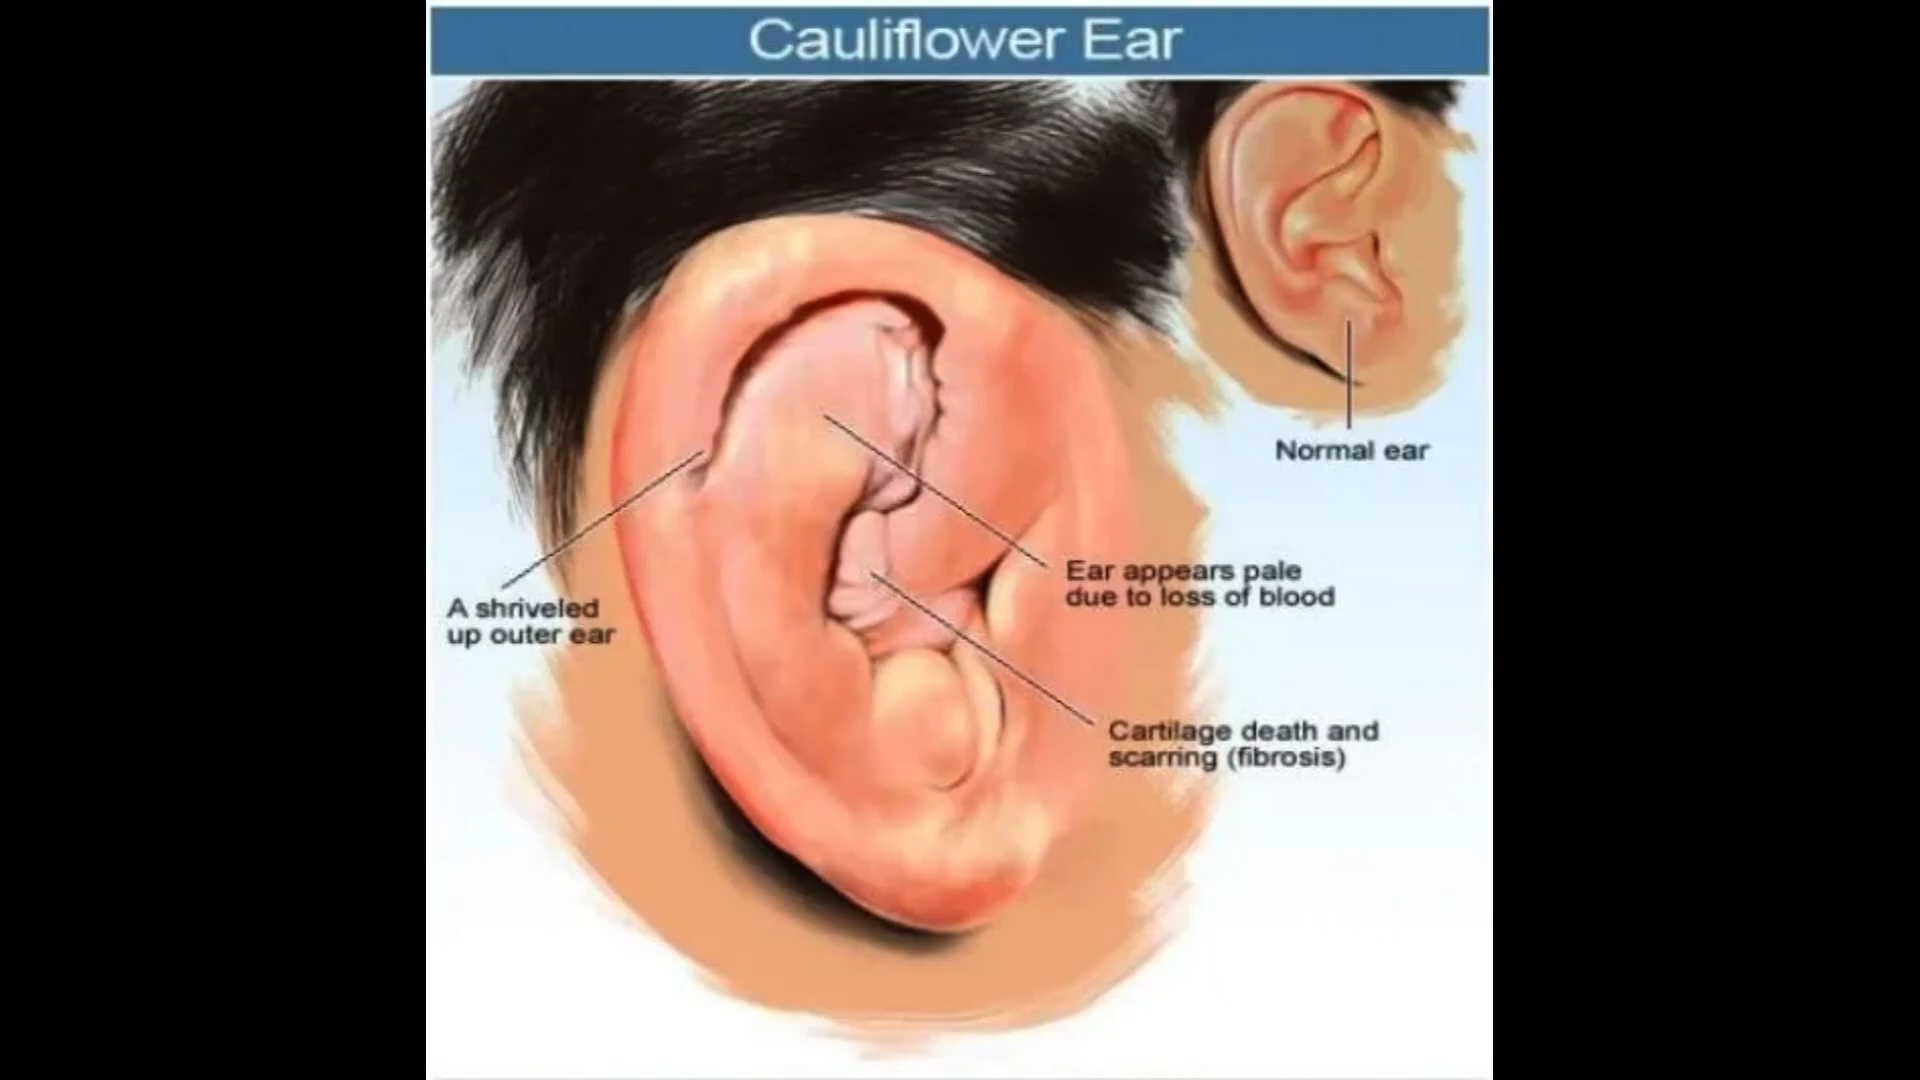 Cauliflower Ear
Normal ear
Ear appears pale
due to loss of blood
A shriveled
up outer ear
Cartilage death and
scarring (fibrosis)